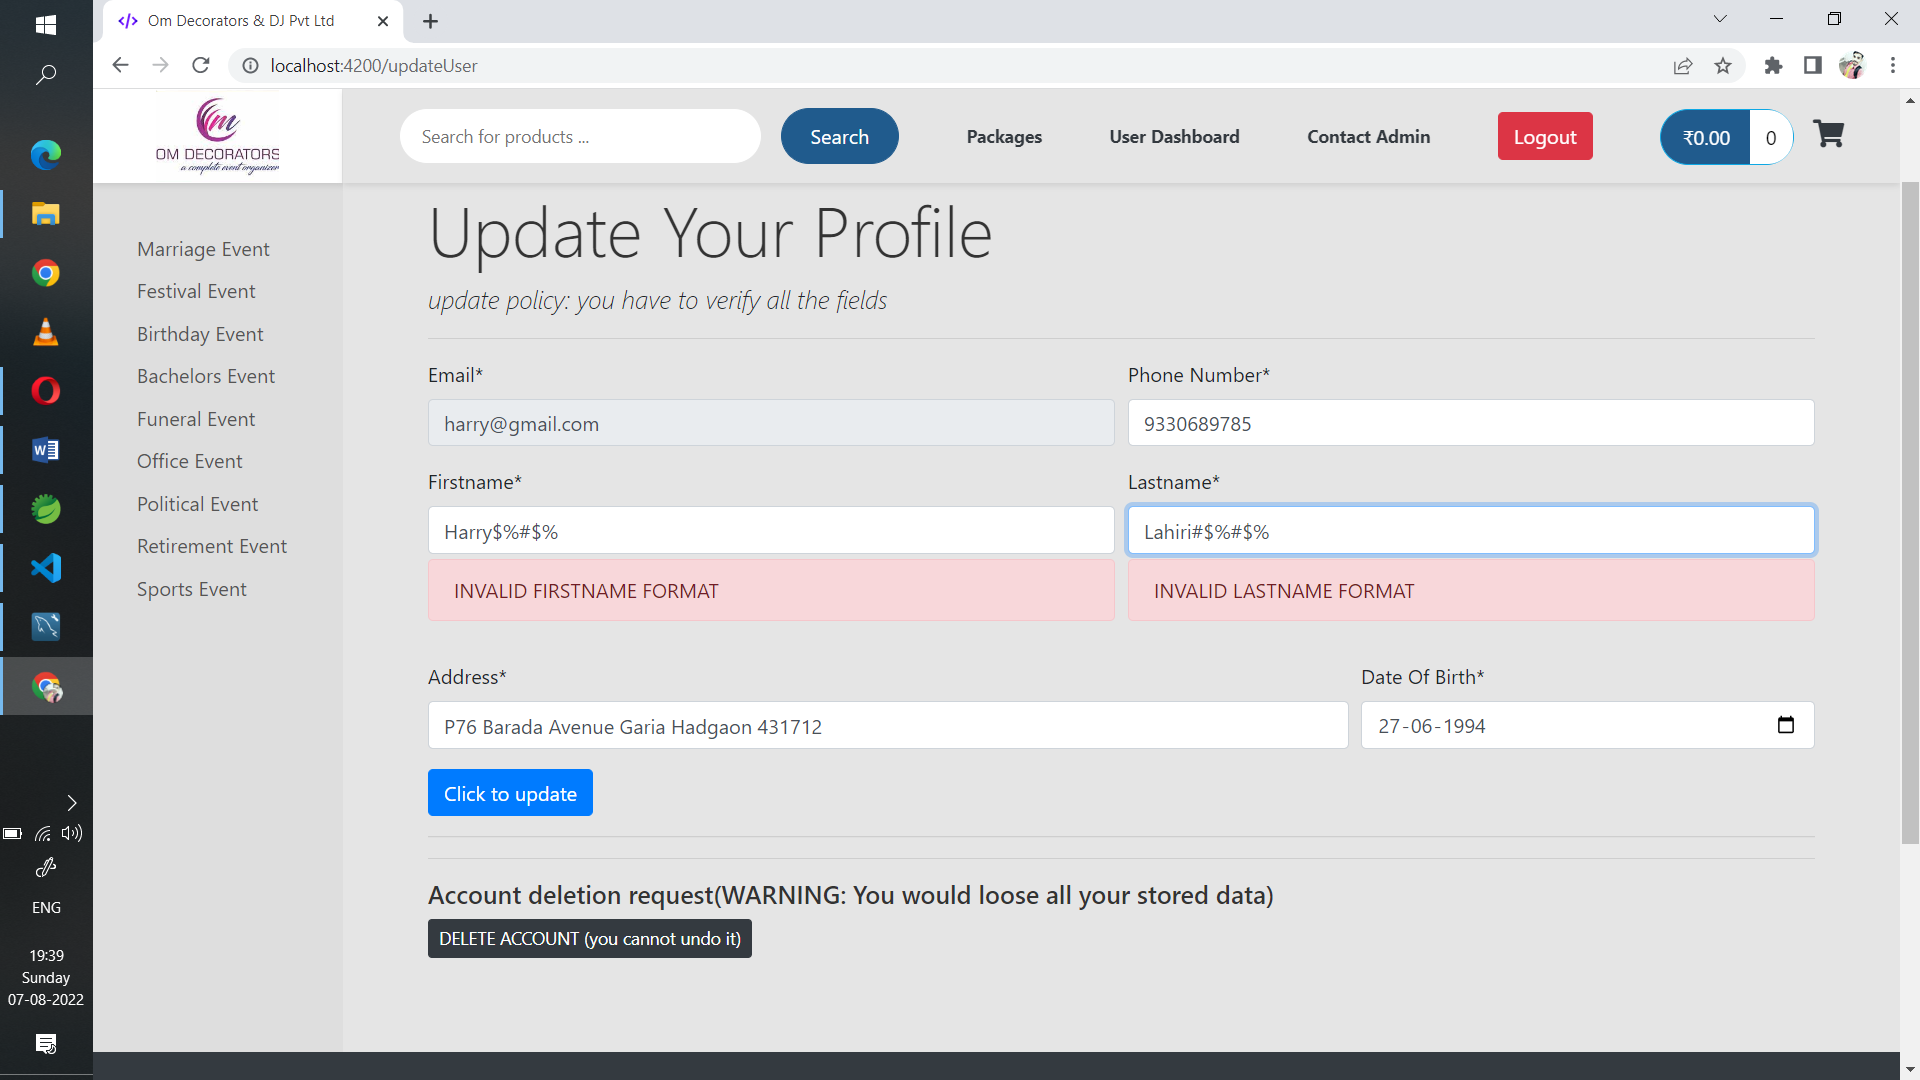 Om Decorators & DJ Pvt Ltd
localhost:4200/updateUser
Om
OM DECORATORS
a complete event organizer
Search for products ...
Search
Packages
User Dashboard
Contact Admin
Logout
₹0.00
0
Marriage Event
Festival Event
Birthday Event
Bachelors Event
Funeral Event
Office Event
Political Event
Retirement Event
Sports Event
Update Your Profile
update policy: you have to verify all the fields
Email*
Phone Number*
harry@gmail.com
9330689785
Firstname*
Lastname*
Harry$%#$%
Lahiri#$%#$%
INVALID FIRSTNAME FORMAT
INVALID LASTNAME FORMAT
Address*
Date Of Birth*
P76 Barada Avenue Garia Hadgaon 431712
27-06-1994
Click to update
Account deletion request(WARNING: You would loose all your stored data)
DELETE ACCOUNT (you cannot undo it)
ENG
19:39
Sunday
07-08-2022